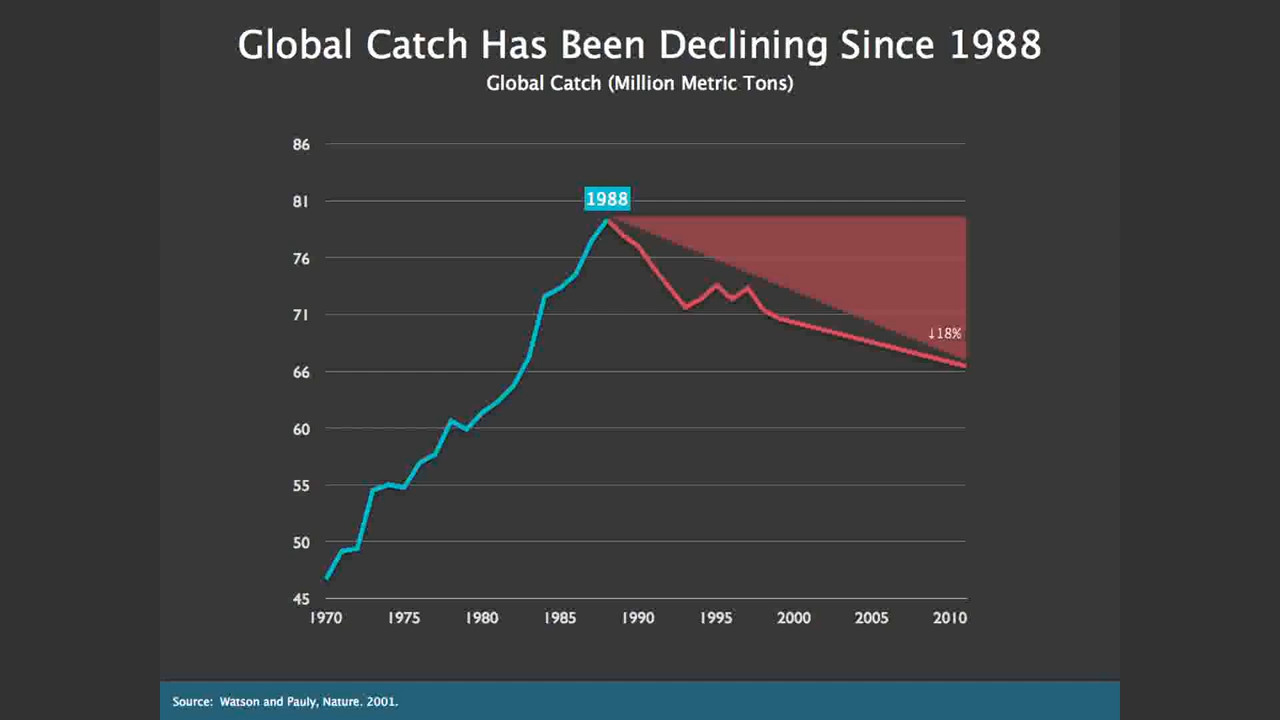 Global Catch Has Been Declining Since 1988
Global Catch (Million Metric Tons)
86
81
1988
76
71
↓18%
66
60
55
50
45
1970 1975 1980 1985 1990 1995 2000 2005 2010
Source: Watson and Pauly, Nature. 2001.